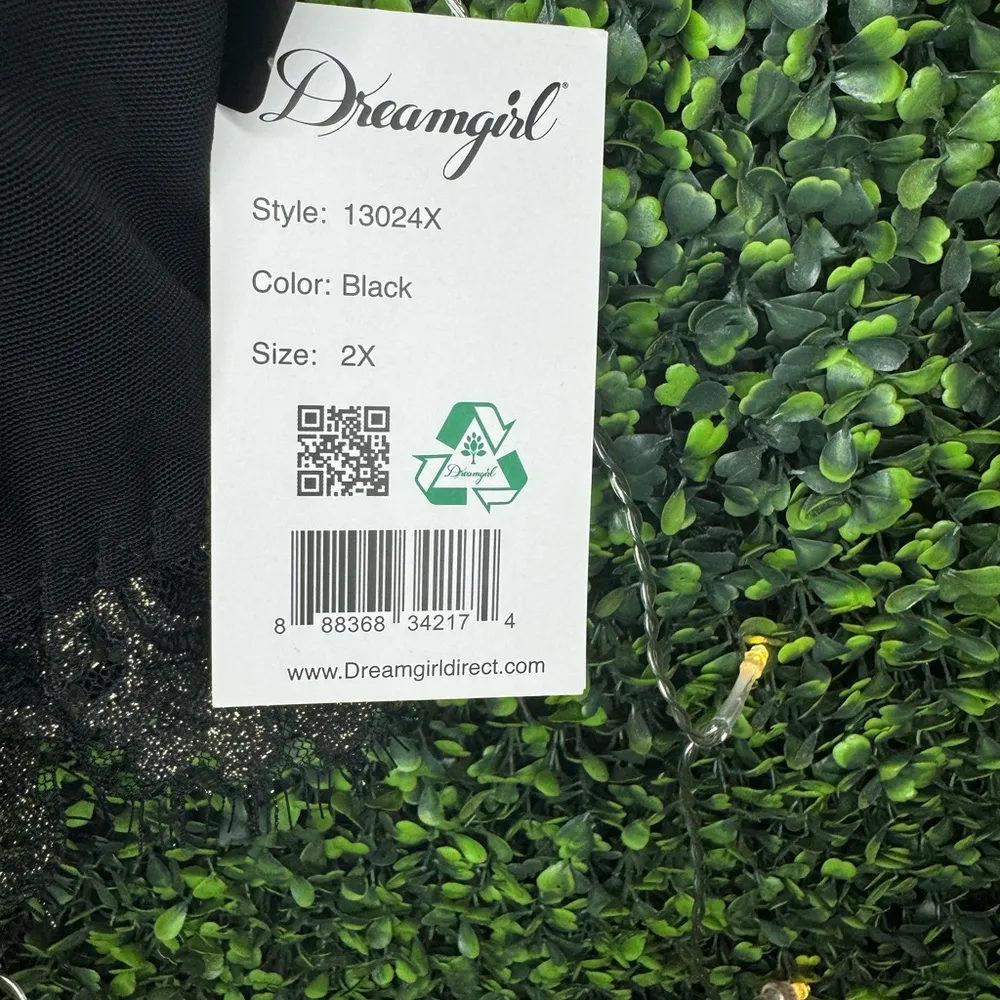 Dreamgirl®
Style: 13024X
Color: Black
Size: 2X
Dreamgirl
8 88368 34217 4
www.Dreamgirldirect.com